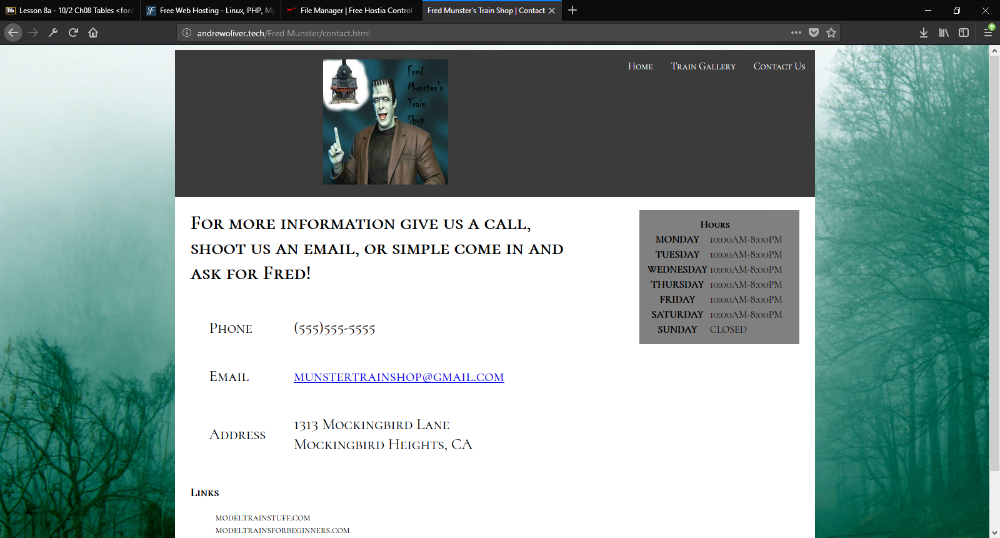 Lesson 8a - 10/2 Ch08 Tables <font
Free Web Hosting - Linux, PHP, My
File Manager | Free Hostia Control
Fred Munster's Train Shop | Contact
andrewoliver.tech/Fred Munster/contact.html
Fred
Munster's
Train
Shop
Home Train Gallery Contact Us
For more information give us a call,
shoot us an email, or simple come in and
ask for Fred!
Phone (555)555-5555
Email munstertrainshop@gmail.com
Address 1313 Mockingbird Lane
Mockingbird Heights, CA
Hours
MONDAY 10:00AM-8:00PM
TUESDAY 10:00AM-8:00PM
WEDNESDAY 10:00AM-8:00PM
THURSDAY 10:00AM-8:00PM
FRIDAY 10:00AM-8:00PM
SATURDAY 10:00AM-8:00PM
SUNDAY CLOSED
Links
modeltrainstuff.com
modeltrainsforbeginners.com